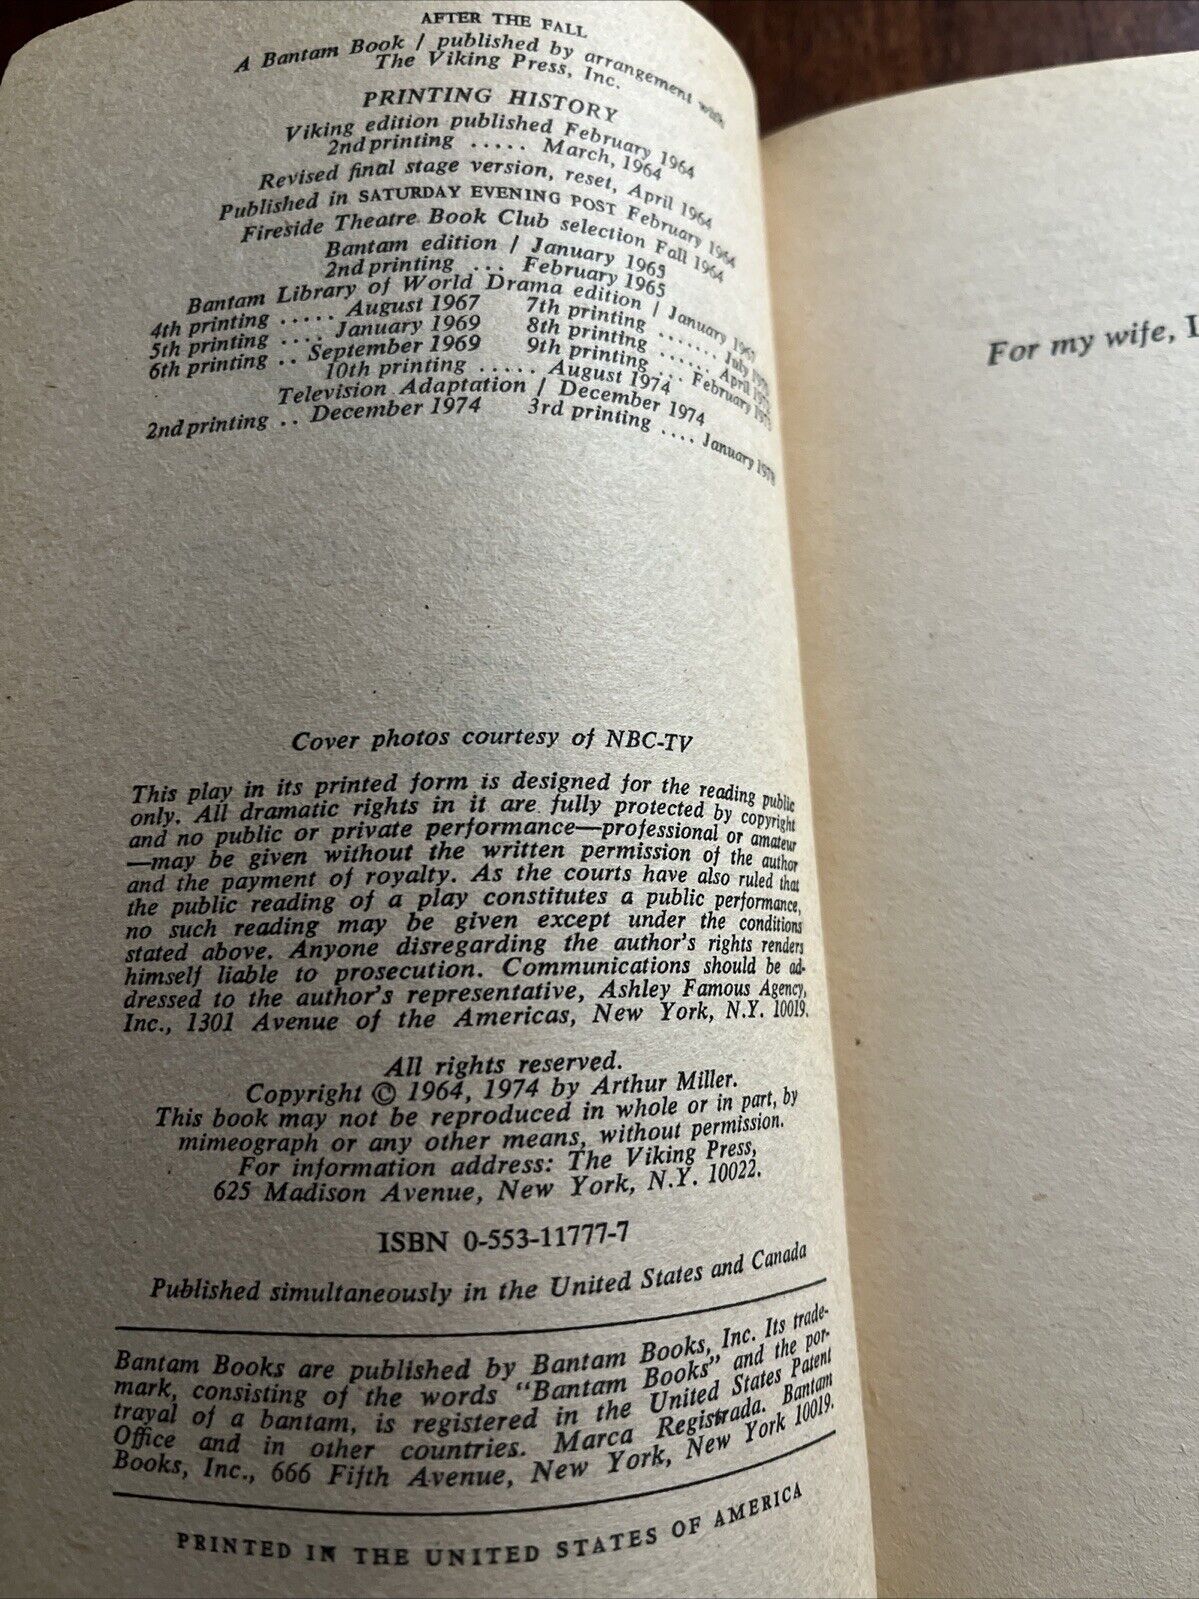 AFTER THE FALL
A Bantam Book / published by arrangement with
The Viking Press, Inc.
PRINTING HISTORY
Viking edition published February 1964
2nd printing ..... March, 1964
Revised final stage version, reset, April 1964
Published in SATURDAY EVENING POST February 1964
Fireside Theatre Book Club selection Fall 1964
Bantam edition / January 1965
2nd printing ... February 1965
Bantam Library of World Drama edition / January 1967
4th printing ..... August 1967 7th printing ....... July
5th printing .... January 1969 8th printing ..... April
6th printing .. September 1969 9th printing ... February
10th printing ..... August 1974
Television Adaptation / December 1974
2nd printing .. December 1974 3rd printing .... January 1978
Cover photos courtesy of NBC-TV
This play in its printed form is designed for the reading public
only. All dramatic rights in it are fully protected by copyright
and no public or private performance—professional or amateur
—may be given without the written permission of the author
and the payment of royalty. As the courts have also ruled that
the public reading of a play constitutes a public performance,
no such reading may be given except under the conditions
stated above. Anyone disregarding the author's rights renders
himself liable to prosecution. Communications should be ad-
dressed to the author's representative, Ashley Famous Agency,
Inc., 1301 Avenue of the Americas, New York, N.Y. 10019.
All rights reserved.
Copyright © 1964, 1974 by Arthur Miller.
This book may not be reproduced in whole or in part, by
mimeograph or any other means, without permission.
For information address: The Viking Press,
625 Madison Avenue, New York, N.Y. 10022.
ISBN 0-553-11777-7
Published simultaneously in the United States and Canada
Bantam Books are published by Bantam Books, Inc. Its trade-
mark, consisting of the words "Bantam Books" and the por-
trayal of a bantam, is registered in the United States Patent
Office and in other countries. Marca Registrada. Bantam
Books, Inc., 666 Fifth Avenue, New York, New York 10019.
PRINTED IN THE UNITED STATES OF AMERICA
For my wife, I